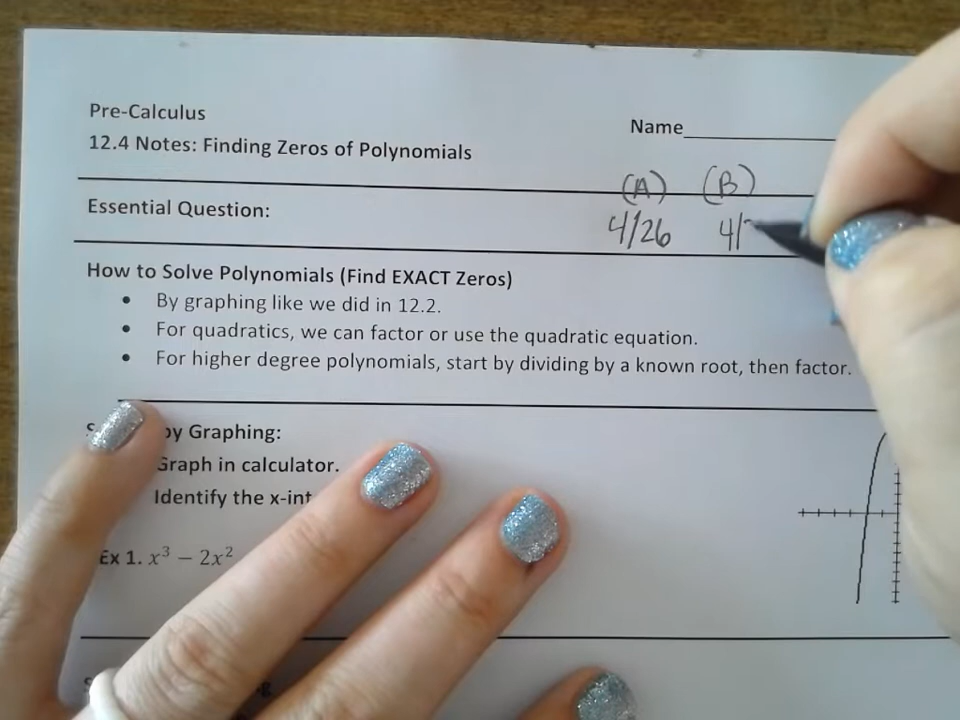 Pre-Calculus
Name
12.4 Notes: Finding Zeros of Polynomials
(A) (B)
Essential Question:
4/26 4/
How to Solve Polynomials (Find EXACT Zeros)
• By graphing like we did in 12.2.
• For quadratics, we can factor or use the quadratic equation.
• For higher degree polynomials, start by dividing by a known root, then factor.
by Graphing:
Graph in calculator.
Identify the x-int
Ex 1. x³ − 2x²